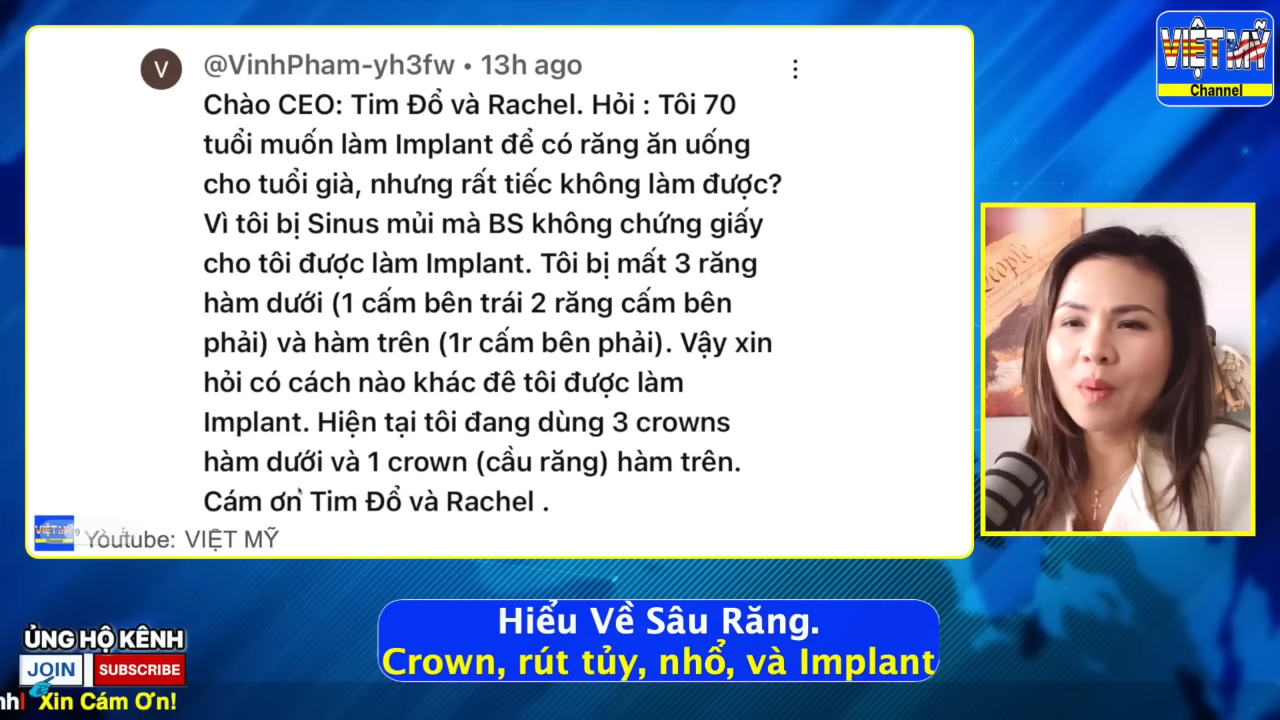 V
@VinhPham-yh3fw • 13h ago
Chào CEO: Tim Đổ và Rachel. Hỏi : Tôi 70
tuổi muốn làm Implant để có răng ăn uống
cho tuổi già, nhưng rất tiếc không làm được?
Vì tôi bị Sinus mũi mà BS không chứng giấy
cho tôi được làm Implant. Tôi bị mất 3 răng
hàm dưới (1 cấm bên trái 2 răng cấm bên
phải) và hàm trên (1r cấm bên phải). Vậy xin
hỏi có cách nào khác đê tôi được làm
Implant. Hiện tại tôi đang dùng 3 crowns
hàm dưới và 1 crown (cầu răng) hàm trên.
Cám ơn Tim Đổ và Rachel .
Youtube: VIỆT MỸ
VIỆT MỸ
Channel
People
Hiểu Về Sâu Răng.
Crown, rút tủy, nhổ, và Implant
ỦNG HỘ KÊNH
JOIN SUBSCRIBE
Xin Cám Ơn!